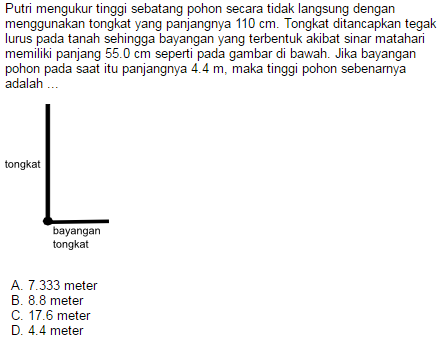 Putri mengukur tinggi sebatang pohon secara tidak langsung dengan
menggunakan tongkat yang panjangnya 110 cm. Tongkat ditancapkan tegak
lurus pada tanah sehingga bayangan yang terbentuk akibat sinar matahari
memiliki panjang 55.0 cm seperti pada gambar di bawah. Jika bayangan
pohon pada saat itu panjangnya 4.4 m, maka tinggi pohon sebenarnya
adalah ...
tongkat
bayangan
tongkat
A. 7.333 meter
B. 8.8 meter
C. 17.6 meter
D. 4.4 meter